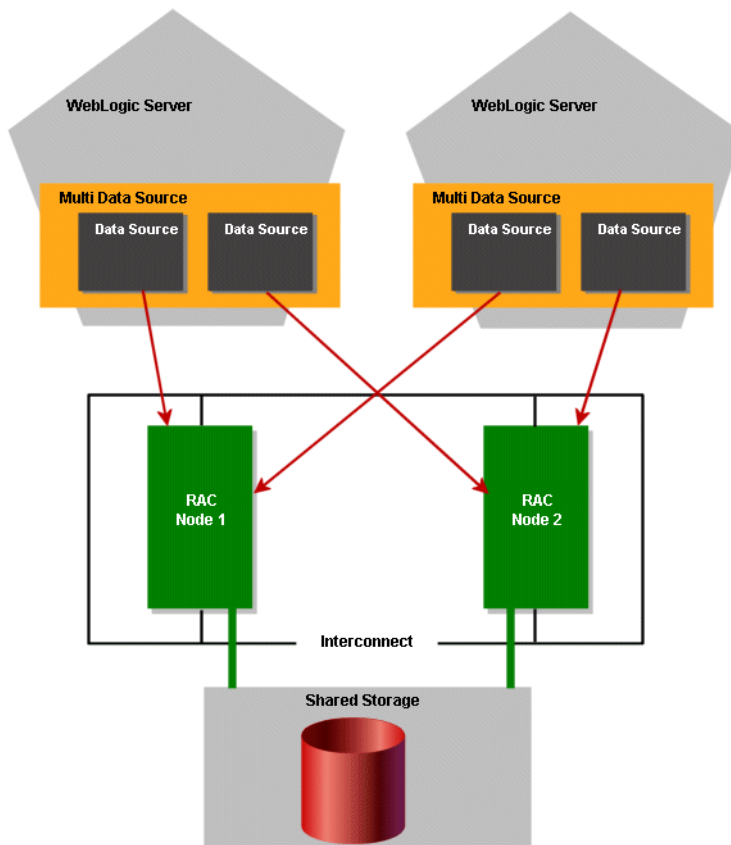 WebLogic Server
WebLogic Server
Multi Data Source
Multi Data Source
Data Source
Data Source
Data Source
Data Source
RAC
Node 1
RAC
Node 2
Interconnect
Shared Storage